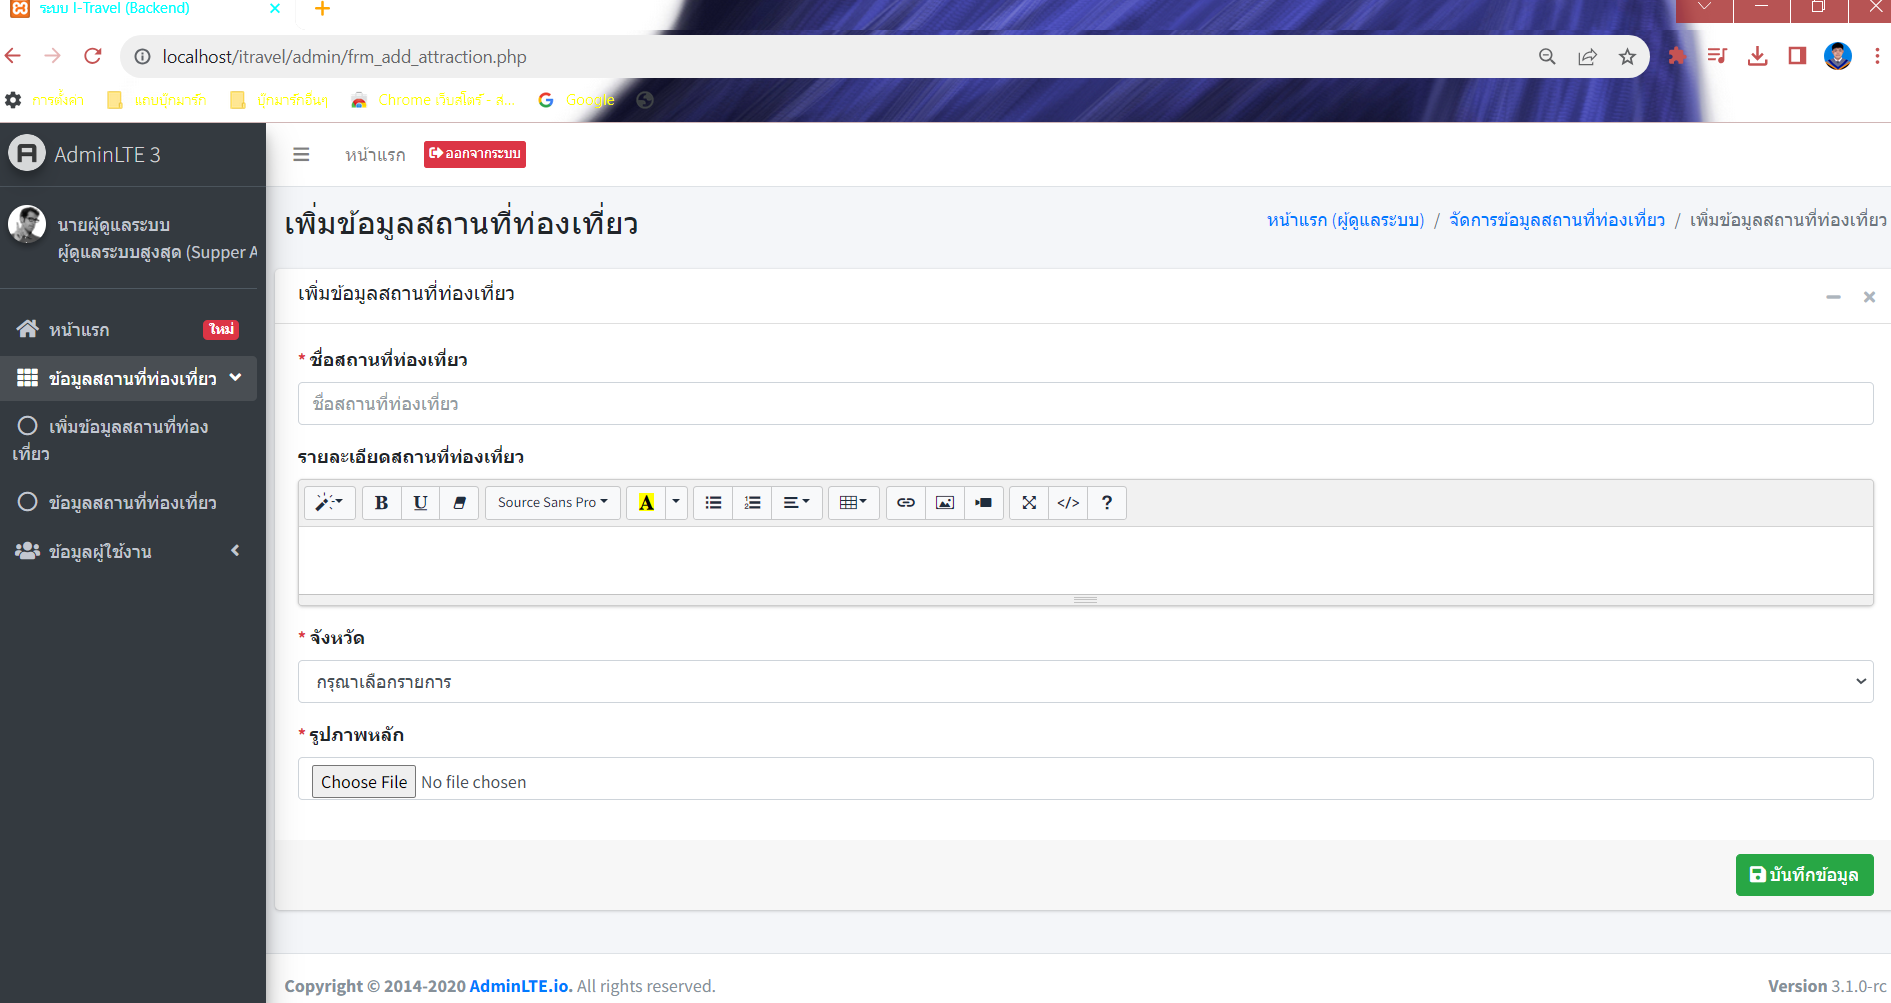 ระบบ I-Travel (Backend)
localhost/itravel/admin/frm_add_attraction.php
การตั้งค่า แถบบุ๊กมาร์ก บุ๊กมาร์กอื่นๆ Chrome เว็บสโตร์ - ส... Google
AdminLTE 3
หน้าแรก ออกจากระบบ
นายผู้ดูแลระบบ
ผู้ดูแลระบบสูงสุด (Supper A
หน้าแรก ใหม่
ข้อมูลสถานที่ท่องเที่ยว
เพิ่มข้อมูลสถานที่ท่อง
เที่ยว
ข้อมูลสถานที่ท่องเที่ยว
ข้อมูลผู้ใช้งาน
เพิ่มข้อมูลสถานที่ท่องเที่ยว
หน้าแรก (ผู้ดูแลระบบ) / จัดการข้อมูลสถานที่ท่องเที่ยว / เพิ่มข้อมูลสถานที่ท่องเที่ยว
เพิ่มข้อมูลสถานที่ท่องเที่ยว
* ชื่อสถานที่ท่องเที่ยว
ชื่อสถานที่ท่องเที่ยว
รายละเอียดสถานที่ท่องเที่ยว
B U Source Sans Pro A </> ?
* จังหวัด
กรุณาเลือกรายการ
* รูปภาพหลัก
Choose File No file chosen
บันทึกข้อมูล
Copyright © 2014-2020 AdminLTE.io. All rights reserved.
Version 3.1.0-rc